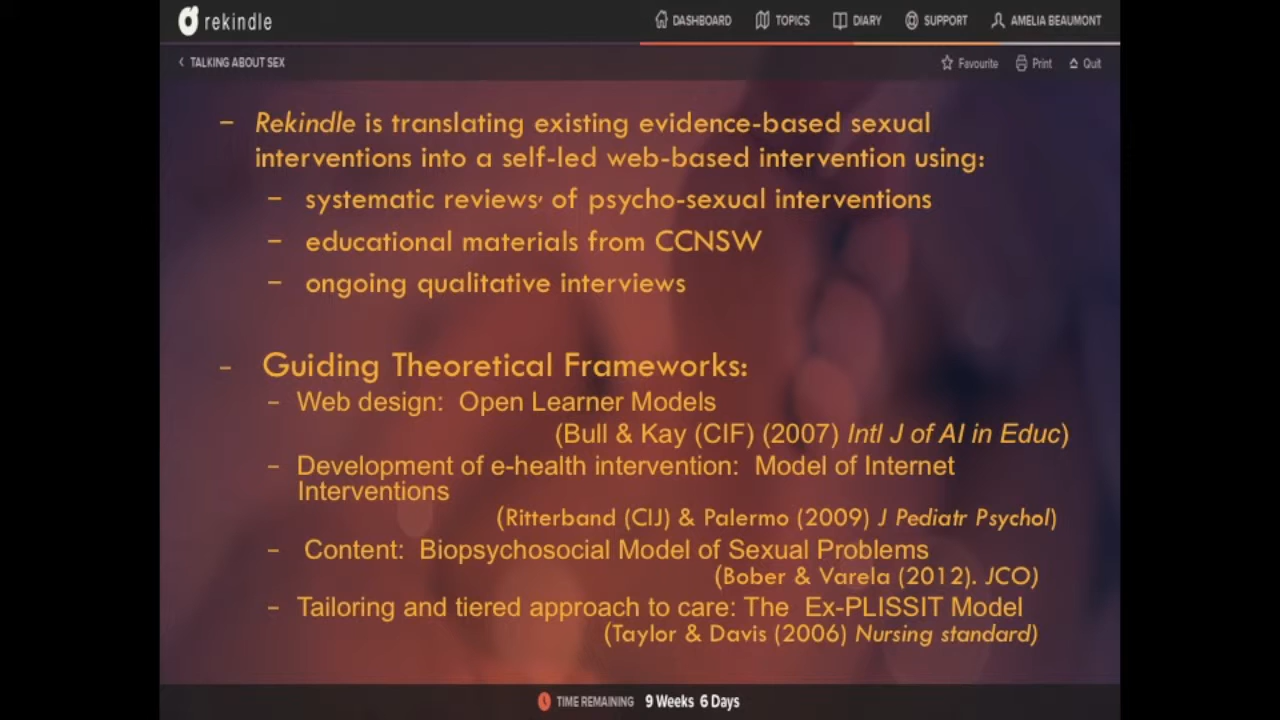 rekindle
DASHBOARD TOPICS DIARY SUPPORT AMELIA BEAUMONT
TALKING ABOUT SEX
Favourite Print Quit
– Rekindle is translating existing evidence-based sexual
interventions into a self-led web-based intervention using:
– systematic reviews, of psycho-sexual interventions
– educational materials from CCNSW
– ongoing qualitative interviews
- Guiding Theoretical Frameworks:
– Web design: Open Learner Models
(Bull & Kay (CIF) (2007) Intl J of AI in Educ)
– Development of e-health intervention: Model of Internet
Interventions
(Ritterband (CIJ) & Palermo (2009) J Pediatr Psychol)
– Content: Biopsychosocial Model of Sexual Problems
(Bober & Varela (2012). JCO)
– Tailoring and tiered approach to care: The Ex-PLISSIT Model
(Taylor & Davis (2006) Nursing standard)
TIME REMAINING 9 Weeks 6 Days